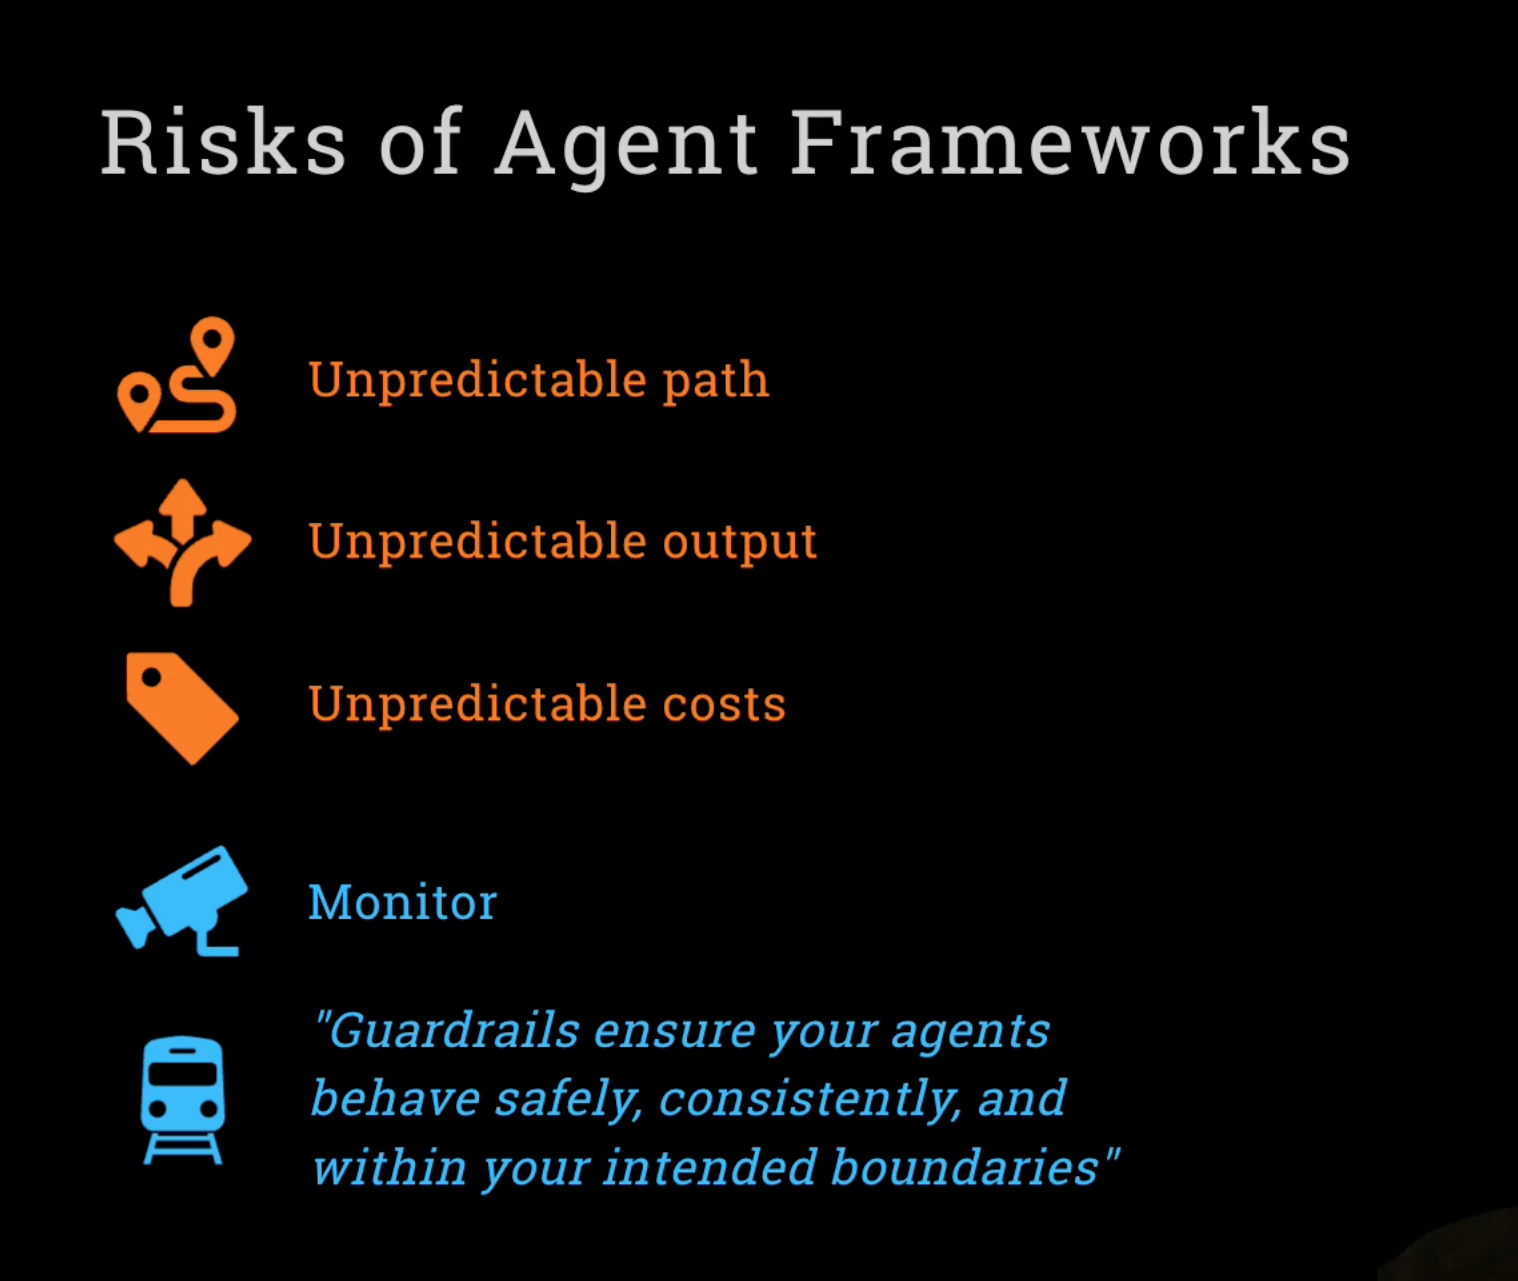 Risks of Agent Frameworks
Unpredictable path
Unpredictable output
Unpredictable costs
Monitor
"Guardrails ensure your agents
behave safely, consistently, and
within your intended boundaries"